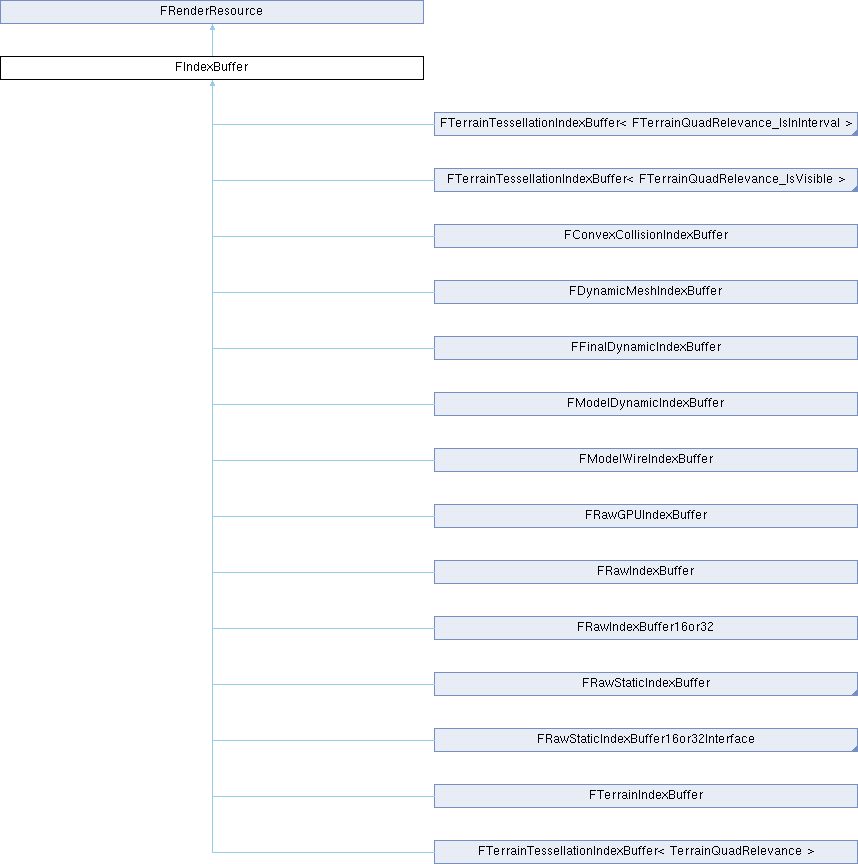 FRenderResource
FIndexBuffer
FTerrainTessellationIndexBuffer< FTerrainQuadRelevance_IsInInterval >
FTerrainTessellationIndexBuffer< FTerrainQuadRelevance_IsVisible >
FConvexCollisionIndexBuffer
FDynamicMeshIndexBuffer
FFinalDynamicIndexBuffer
FModelDynamicIndexBuffer
FModelWireIndexBuffer
FRawGPUIndexBuffer
FRawIndexBuffer
FRawIndexBuffer16or32
FRawStaticIndexBuffer
FRawStaticIndexBuffer16or32Interface
FTerrainIndexBuffer
FTerrainTessellationIndexBuffer< TerrainQuadRelevance >